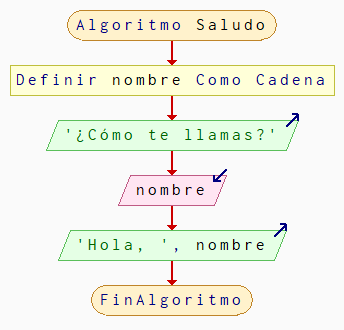 Algoritmo Saludo
Definir nombre Como Cadena
'¿Cómo te llamas?'
nombre
'Hola, ', nombre
FinAlgoritmo